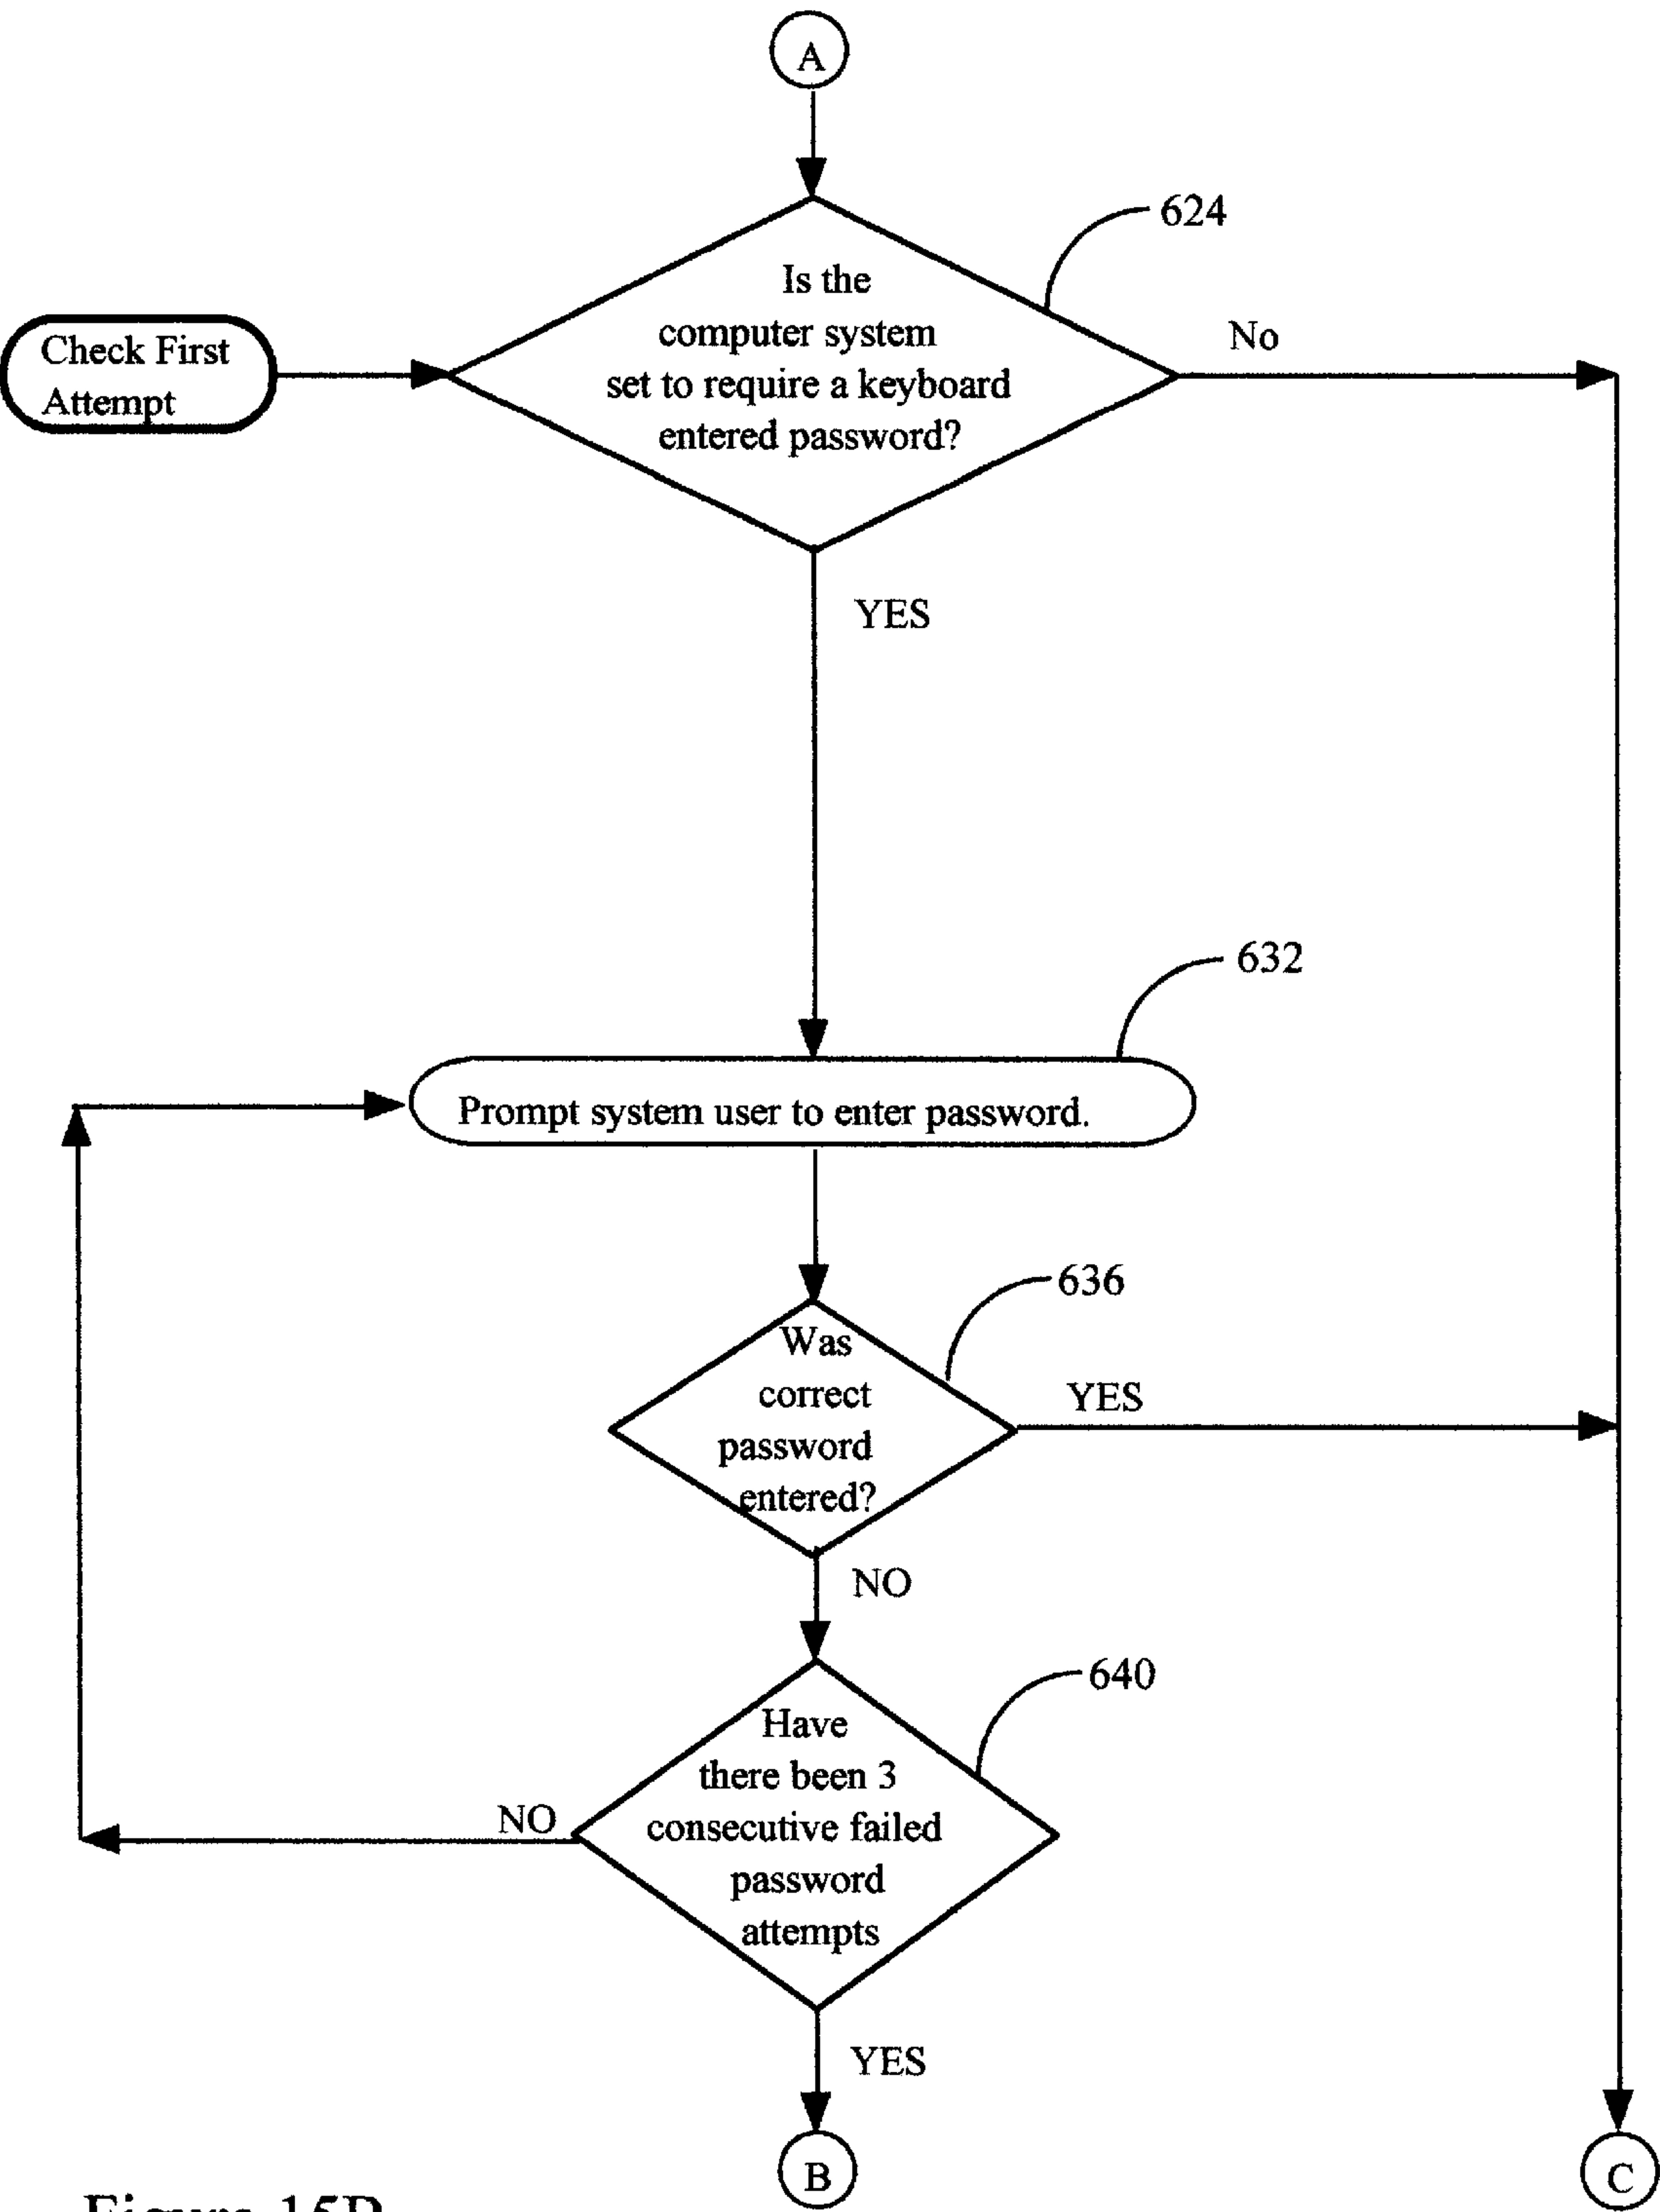 A
624
Is the
computer system
set to require a keyboard
entered password?
No
Check First
Attempt
YES
632
Prompt system user to enter password.
636
Was
correct
password
entered?
YES
NO
640
Have
there been 3
consecutive failed
password
attempts
NO
YES
B
C
Figure 15B